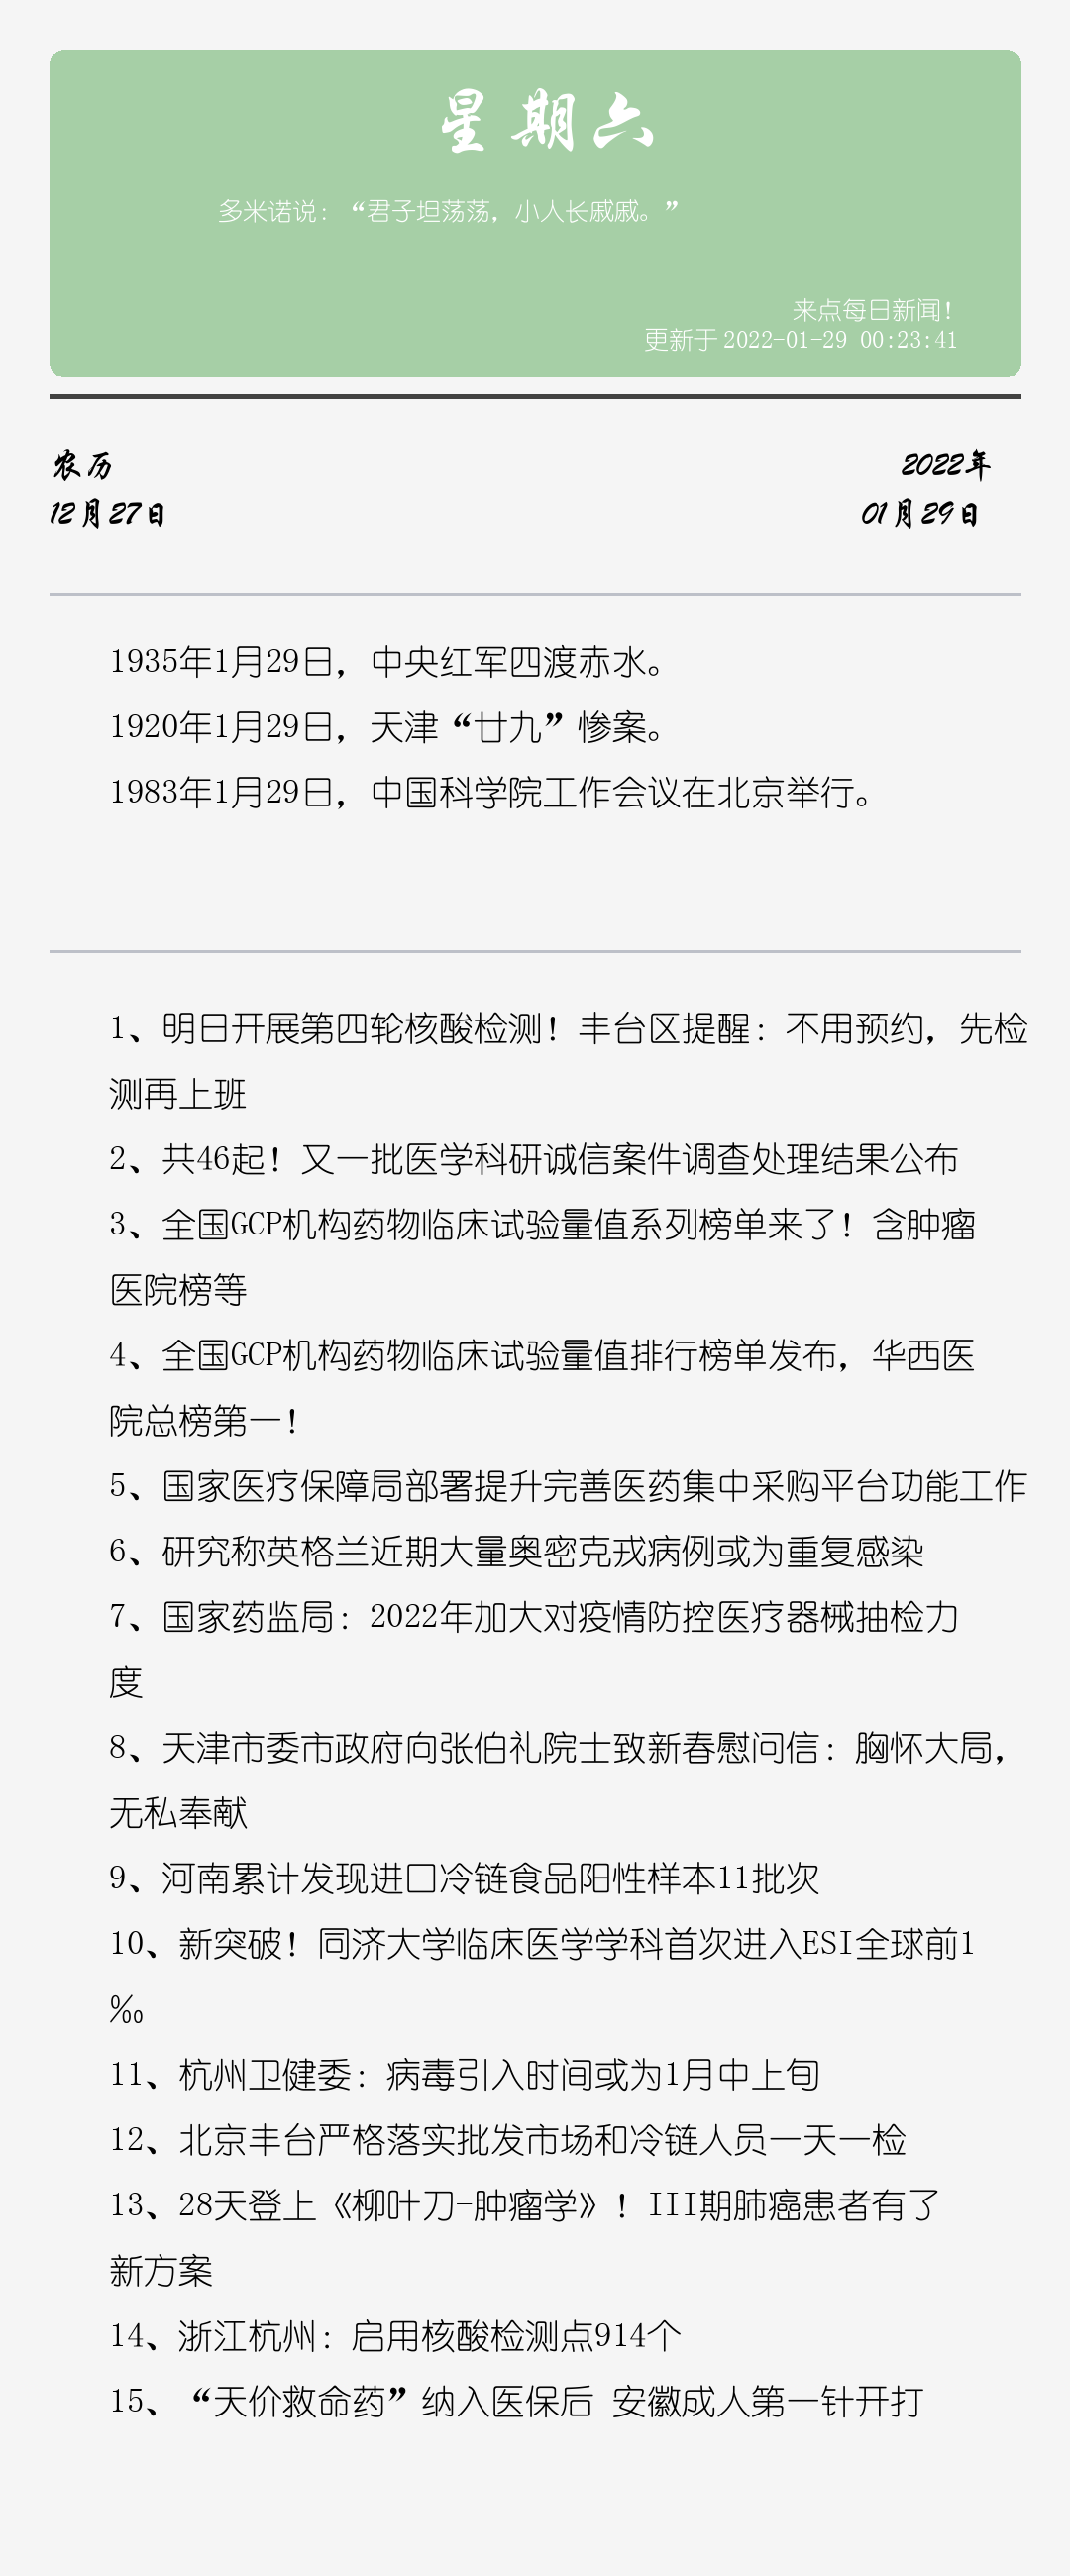 星期六
多米诺说：“君子坦荡荡，小人长戚戚。”
来点每日新闻！
更新于 2022-01-29 00:23:41
农历
2022年
12月27日
01月29日
1935年1月29日，中央红军四渡赤水。
1920年1月29日，天津“廿九”惨案。
1983年1月29日，中国科学院工作会议在北京举行。
1、明日开展第四轮核酸检测！丰台区提醒：不用预约，先检
测再上班
2、共46起！又一批医学科研诚信案件调查处理结果公布
3、全国GCP机构药物临床试验量值系列榜单来了！含肿瘤
医院榜等
4、全国GCP机构药物临床试验量值排行榜单发布，华西医
院总榜第一！
5、国家医疗保障局部署提升完善医药集中采购平台功能工作
6、研究称英格兰近期大量奥密克戎病例或为重复感染
7、国家药监局：2022年加大对疫情防控医疗器械抽检力
度
8、天津市委市政府向张伯礼院士致新春慰问信：胸怀大局，
无私奉献
9、河南累计发现进口冷链食品阳性样本11批次
10、新突破！同济大学临床医学学科首次进入ESI全球前1
‰
11、杭州卫健委：病毒引入时间或为1月中上旬
12、北京丰台严格落实批发市场和冷链人员一天一检
13、28天登上《柳叶刀-肿瘤学》！III期肺癌患者有了
新方案
14、浙江杭州：启用核酸检测点914个
15、“天价救命药”纳入医保后 安徽成人第一针开打